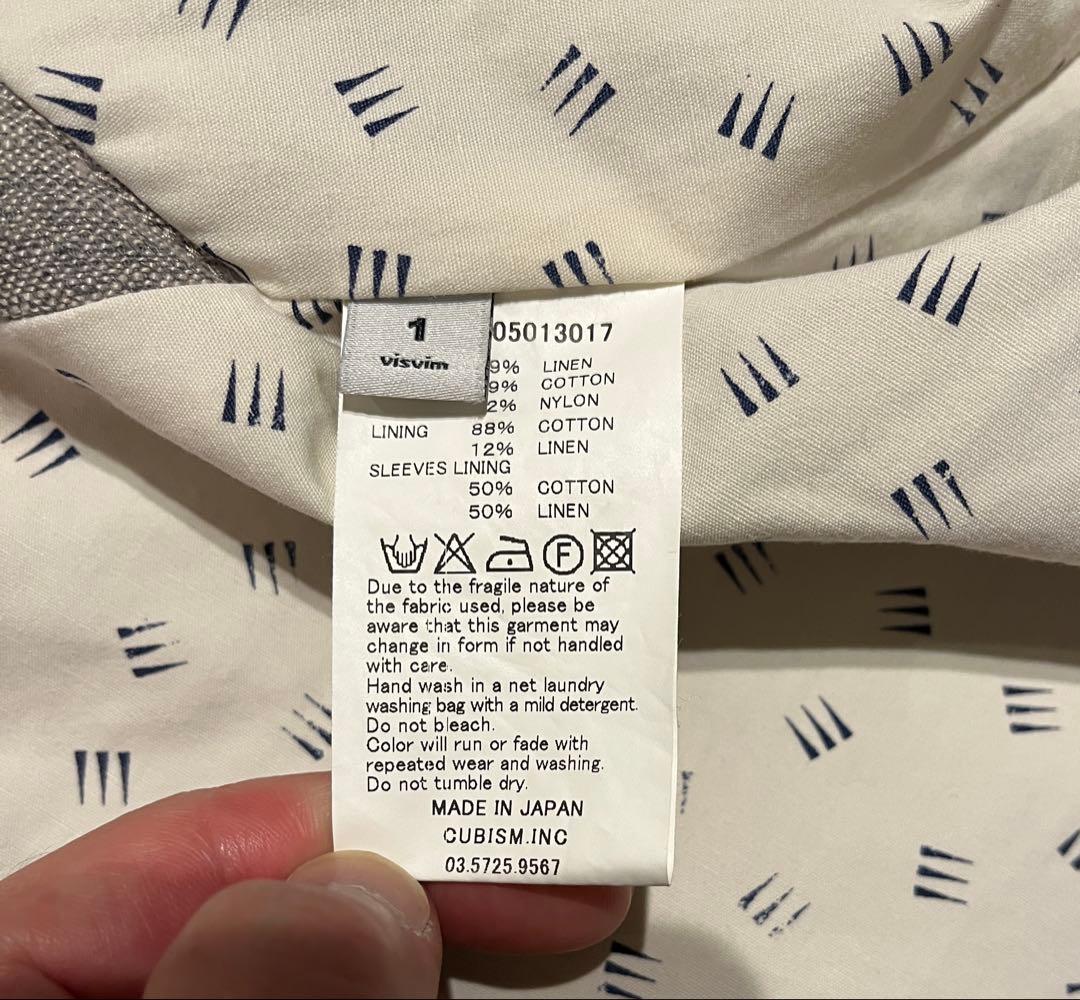 1
visvim
05013017
9% LINEN
9% COTTON
2% NYLON
LINING 88% COTTON
12% LINEN
SLEEVES LINING
50% COTTON
50% LINEN
F
Due to the fragile nature of
the fabric used, please be
aware that this garment may
change in form if not handled
with care.
Hand wash in a net laundry
washing bag with a mild detergent.
Do not bleach.
Color will run or fade with
repeated wear and washing.
Do not tumble dry.
MADE IN JAPAN
CUBISM.INC
03.5725.9567